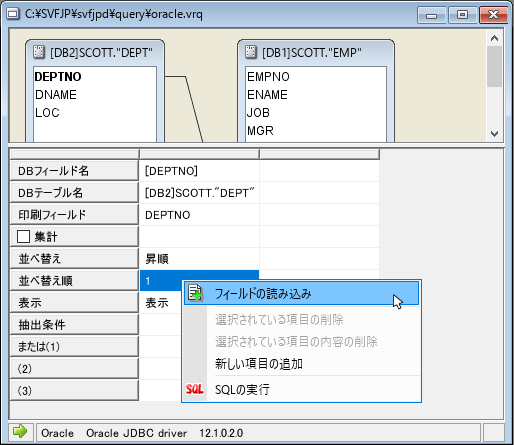 C:¥SVFJP¥svfjpd¥query¥oracle.vrq
[DB2]SCOTT."DEPT"
DEPTNO
DNAME
LOC
[DB1]SCOTT."EMP"
EMPNO
ENAME
JOB
MGR
DBフィールド名 [DEPTNO]
DBテーブル名 [DB2]SCOTT."DEPT"
印刷フィールド DEPTNO
集計
並べ替え 昇順
並べ替え順 1
表示 表示
抽出条件
または(1)
(2)
(3)
フィールドの読み込み
選択されている項目の削除
選択されている項目の内容の削除
新しい項目の追加
SQL SQLの実行
Oracle Oracle JDBC driver 12.1.0.2.0